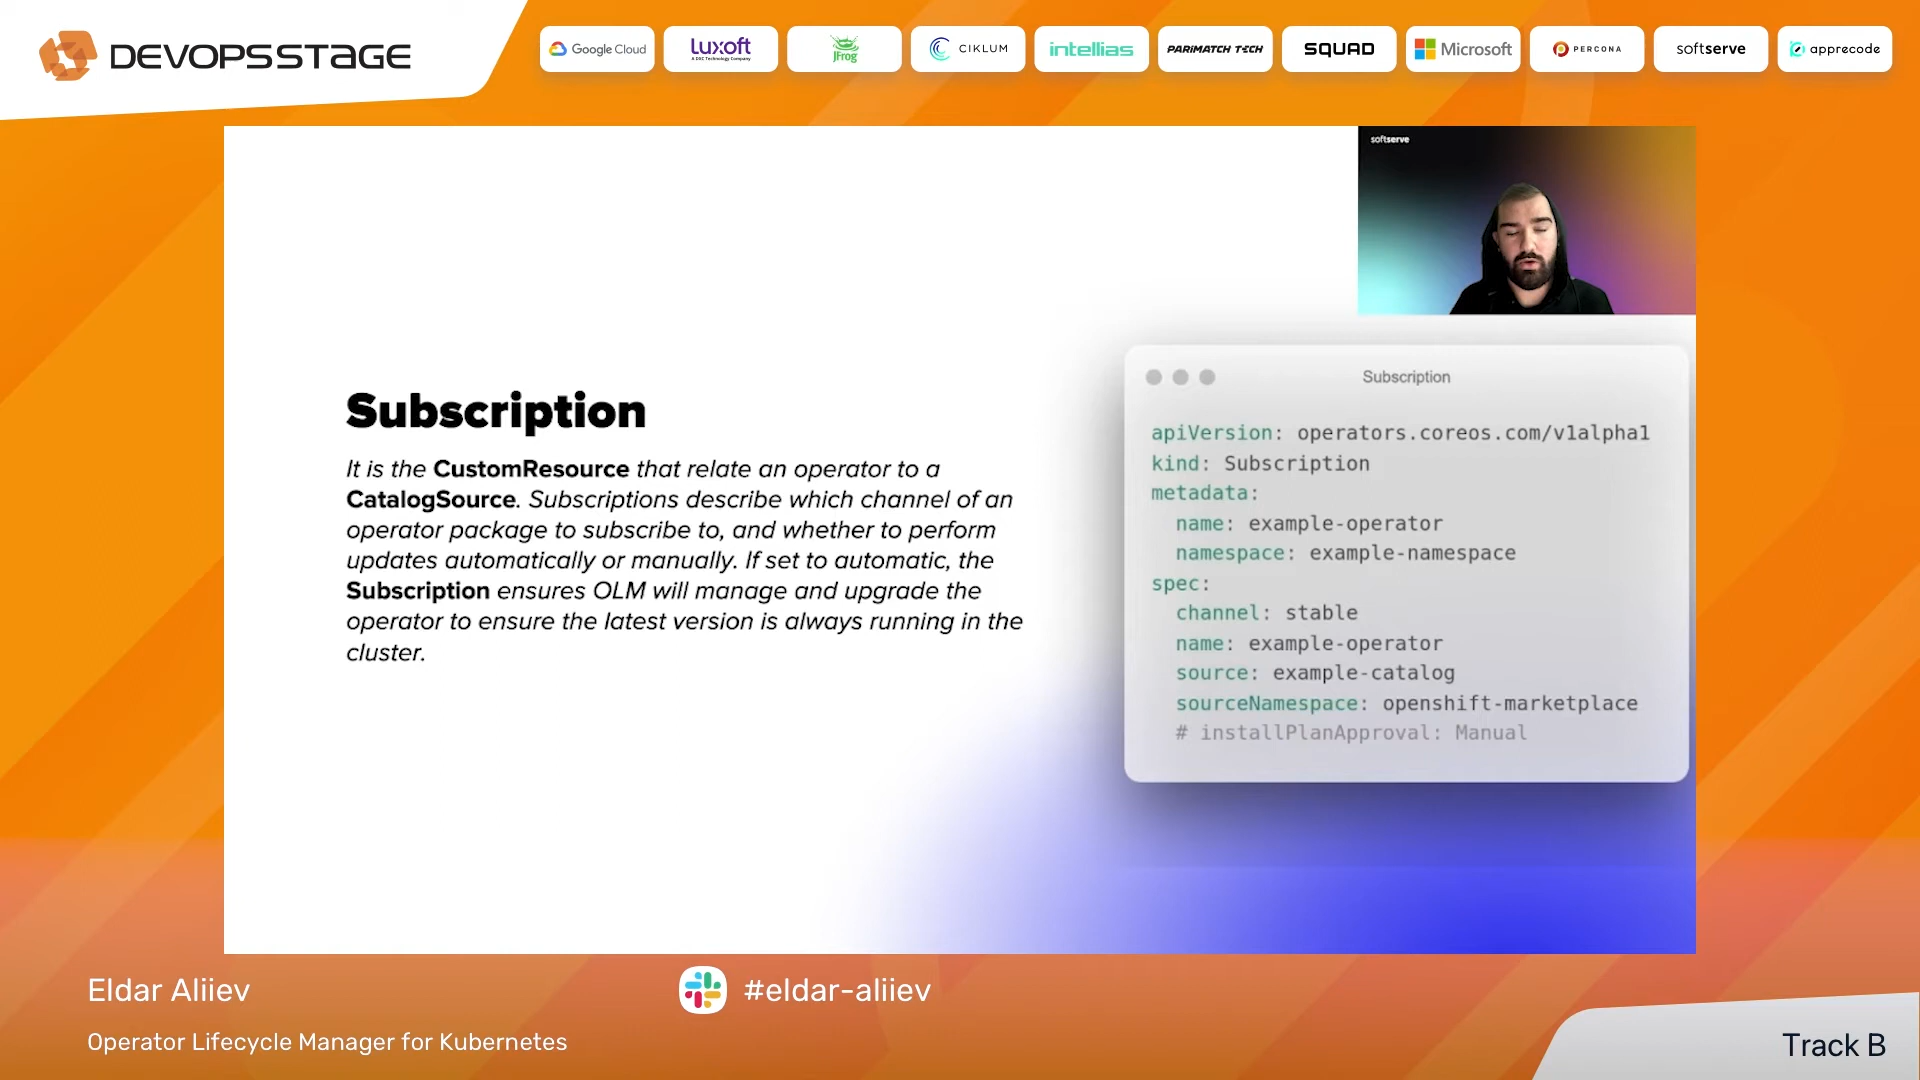 DEVOPSSTAGE
Google Cloud
Luxoft
A DXC Technology Company
JFrog
CIKLUM
intellias
PARIMATCH TECH
SQUAD
Microsoft
PERCONA
softserve
apprecode
softserve
Subscription
It is the CustomResource that relate an operator to a
CatalogSource. Subscriptions describe which channel of an
operator package to subscribe to, and whether to perform
updates automatically or manually. If set to automatic, the
Subscription ensures OLM will manage and upgrade the
operator to ensure the latest version is always running in the
cluster.
Subscription
apiVersion: operators.coreos.com/v1alpha1
kind: Subscription
metadata:
  name: example-operator
  namespace: example-namespace
spec:
  channel: stable
  name: example-operator
  source: example-catalog
  sourceNamespace: openshift-marketplace
  # installPlanApproval: Manual
Eldar Aliiev
#eldar-aliiev
Operator Lifecycle Manager for Kubernetes
Track B